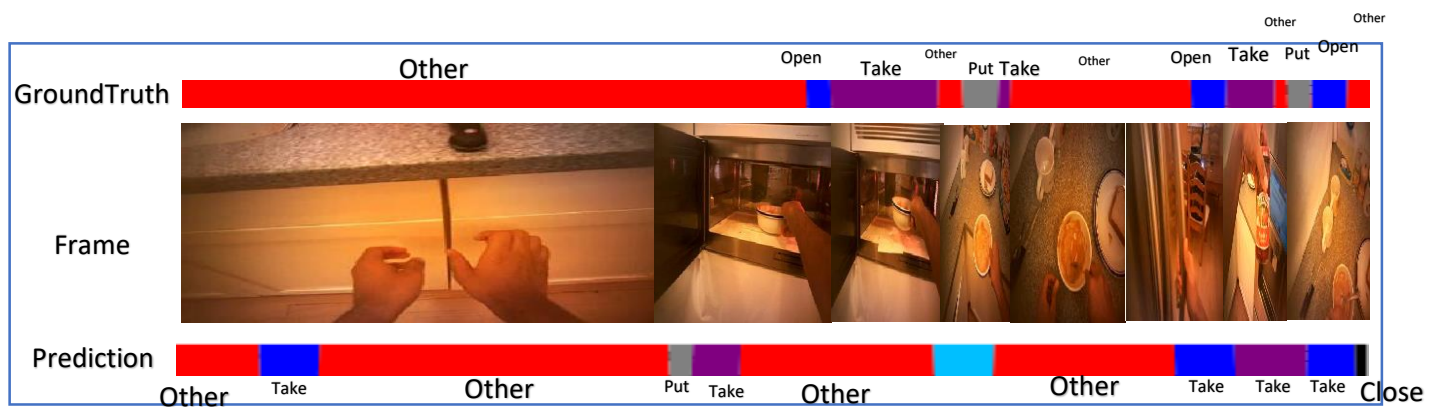 Other Other
Other Open Take Other Put Take Other Open Take Put Open
GroundTruth
Frame
Prediction
Other Take Other Put Take Other Other Take Take Take Close